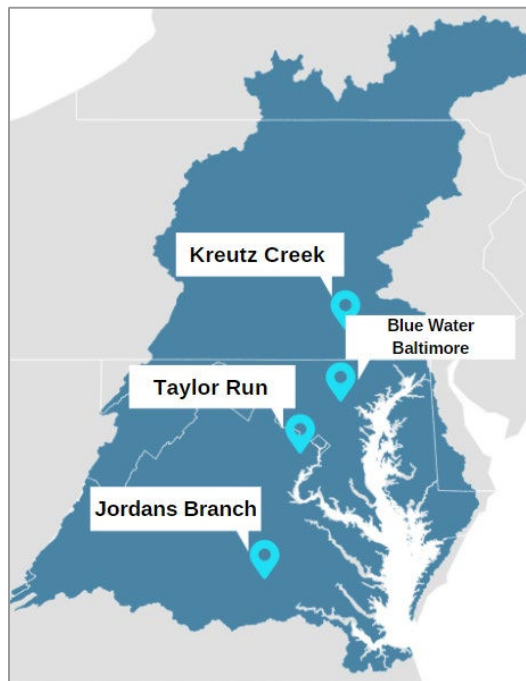 Kreutz Creek
Blue Water
Baltimore
Taylor Run
Jordans Branch